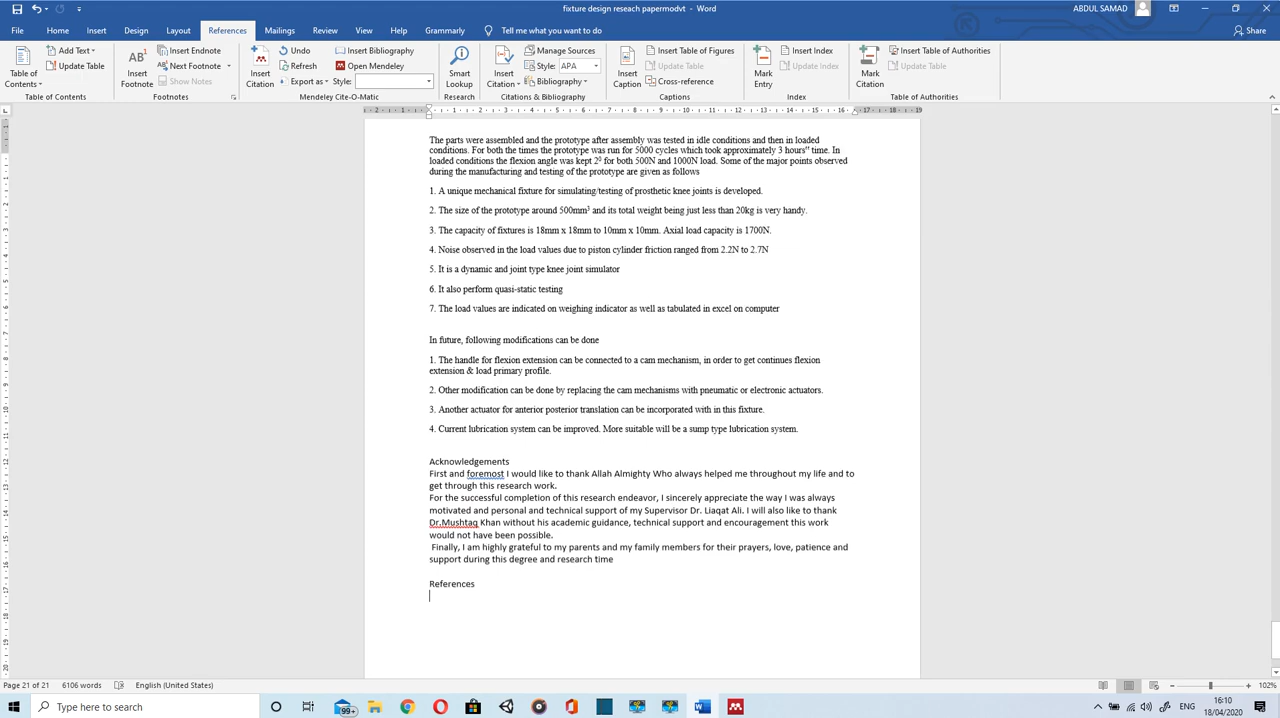 fixture design reseach papermodvt - Word
ABDUL SAMAD
File Home Insert Design Layout References Mailings Review View Help Grammarly Tell me what you want to do Share
Table of Contents
Add Text
Update Table
Table of Contents
AB1
Insert Footnote
Insert Endnote
Next Footnote
Show Notes
Footnotes
Insert Citation
Undo
Refresh
Export as
Insert Bibliography
Open Mendeley
Style:
Mendeley Cite-O-Matic
Smart Lookup
Research
Insert Citation
Manage Sources
Style: APA
Bibliography
Citations & Bibliography
Insert Caption
Insert Table of Figures
Update Table
Cross-reference
Captions
Mark Entry
Insert Index
Update Index
Index
Mark Citation
Insert Table of Authorities
Update Table
Table of Authorities
The parts were assembled and the prototype after assembly was tested in idle conditions and then in loaded
conditions. For both the times the prototype was run for 5000 cycles which took approximately 3 hours'' time. In
loaded conditions the flexion angle was kept 2⁰ for both 500N and 1000N load. Some of the major points observed
during the manufacturing and testing of the prototype are given as follows
1. A unique mechanical fixture for simulating/testing of prosthetic knee joints is developed.
2. The size of the prototype around 500mm³ and its total weight being just less than 20kg is very handy.
3. The capacity of fixtures is 18mm x 18mm to 10mm x 10mm. Axial load capacity is 1700N.
4. Noise observed in the load values due to piston cylinder friction ranged from 2.2N to 2.7N
5. It is a dynamic and joint type knee joint simulator
6. It also perform quasi-static testing
7. The load values are indicated on weighing indicator as well as tabulated in excel on computer
In future, following modifications can be done
1. The handle for flexion extension can be connected to a cam mechanism, in order to get continues flexion
extension & load primary profile.
2. Other modification can be done by replacing the cam mechanisms with pneumatic or electronic actuators.
3. Another actuator for anterior posterior translation can be incorporated with in this fixture.
4. Current lubrication system can be improved. More suitable will be a sump type lubrication system.
Acknowledgements
First and foremost I would like to thank Allah Almighty Who always helped me throughout my life and to
get through this research work.
For the successful completion of this research endeavor, I sincerely appreciate the way I was always
motivated and personal and technical support of my Supervisor Dr. Liaqat Ali. I will also like to thank
Dr.Mushtaq Khan without his academic guidance, technical support and encouragement this work
would not have been possible.
Finally, I am highly grateful to my parents and my family members for their prayers, love, patience and
support during this degree and research time
References
Page 21 of 21 6106 words English (United States) 102%
Type here to search
99+
ENG
16:10
18/04/2020